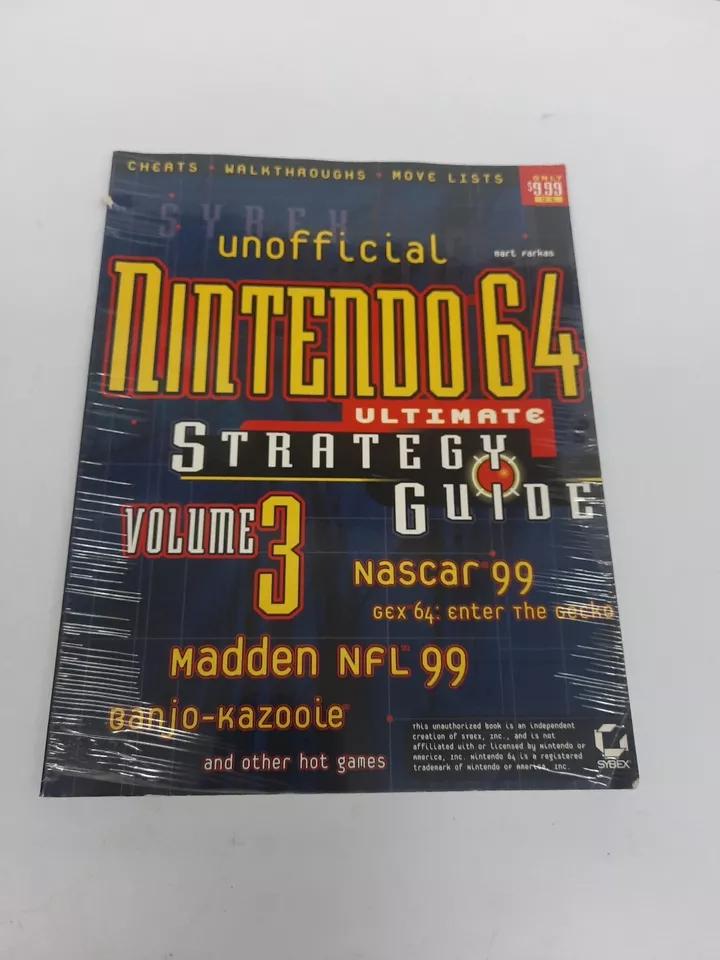 CHEATS • WALKTHROUGHS • MOVE LISTS
ONLY
$9.99
U.S.
SYBEX
unofficial
mart farkas
NINTENDO 64
ULTIMATE
STRATEGY
GUIDE
VOLUME 3
NASCAR 99
GEX 64: Enter The Gecko
Madden NFL 99
Banjo-Kazooie
and other hot games
This unauthorized book is an independent
creation of SYBEX, Inc., and is not
affiliated with or licensed by Nintendo of
America, Inc. Nintendo 64 is a registered
trademark of Nintendo of America, Inc.
SYBEX